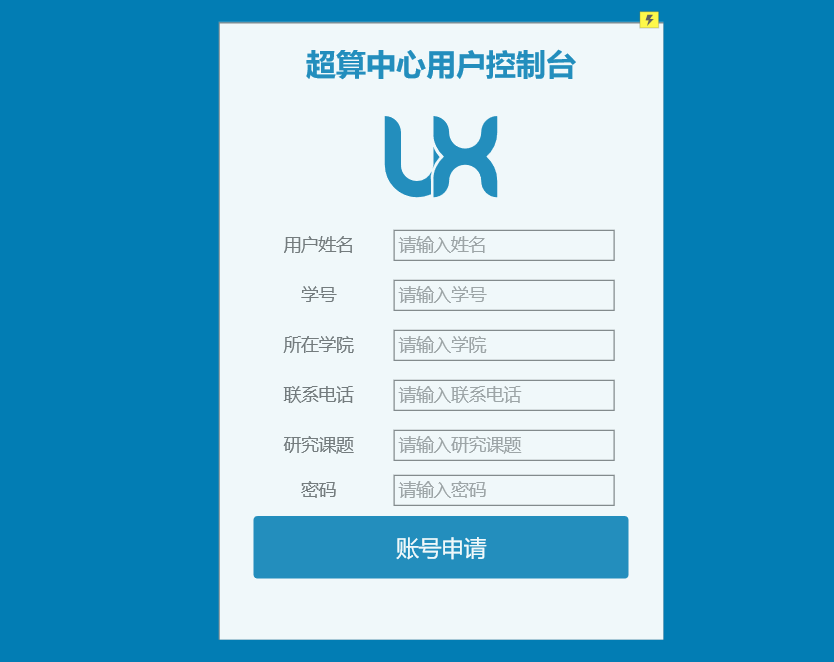 超算中心用户控制台
UX
用户姓名 请输入姓名
学号 请输入学号
所在学院 请输入学院
联系电话 请输入联系电话
研究课题 请输入研究课题
密码 请输入密码
账号申请